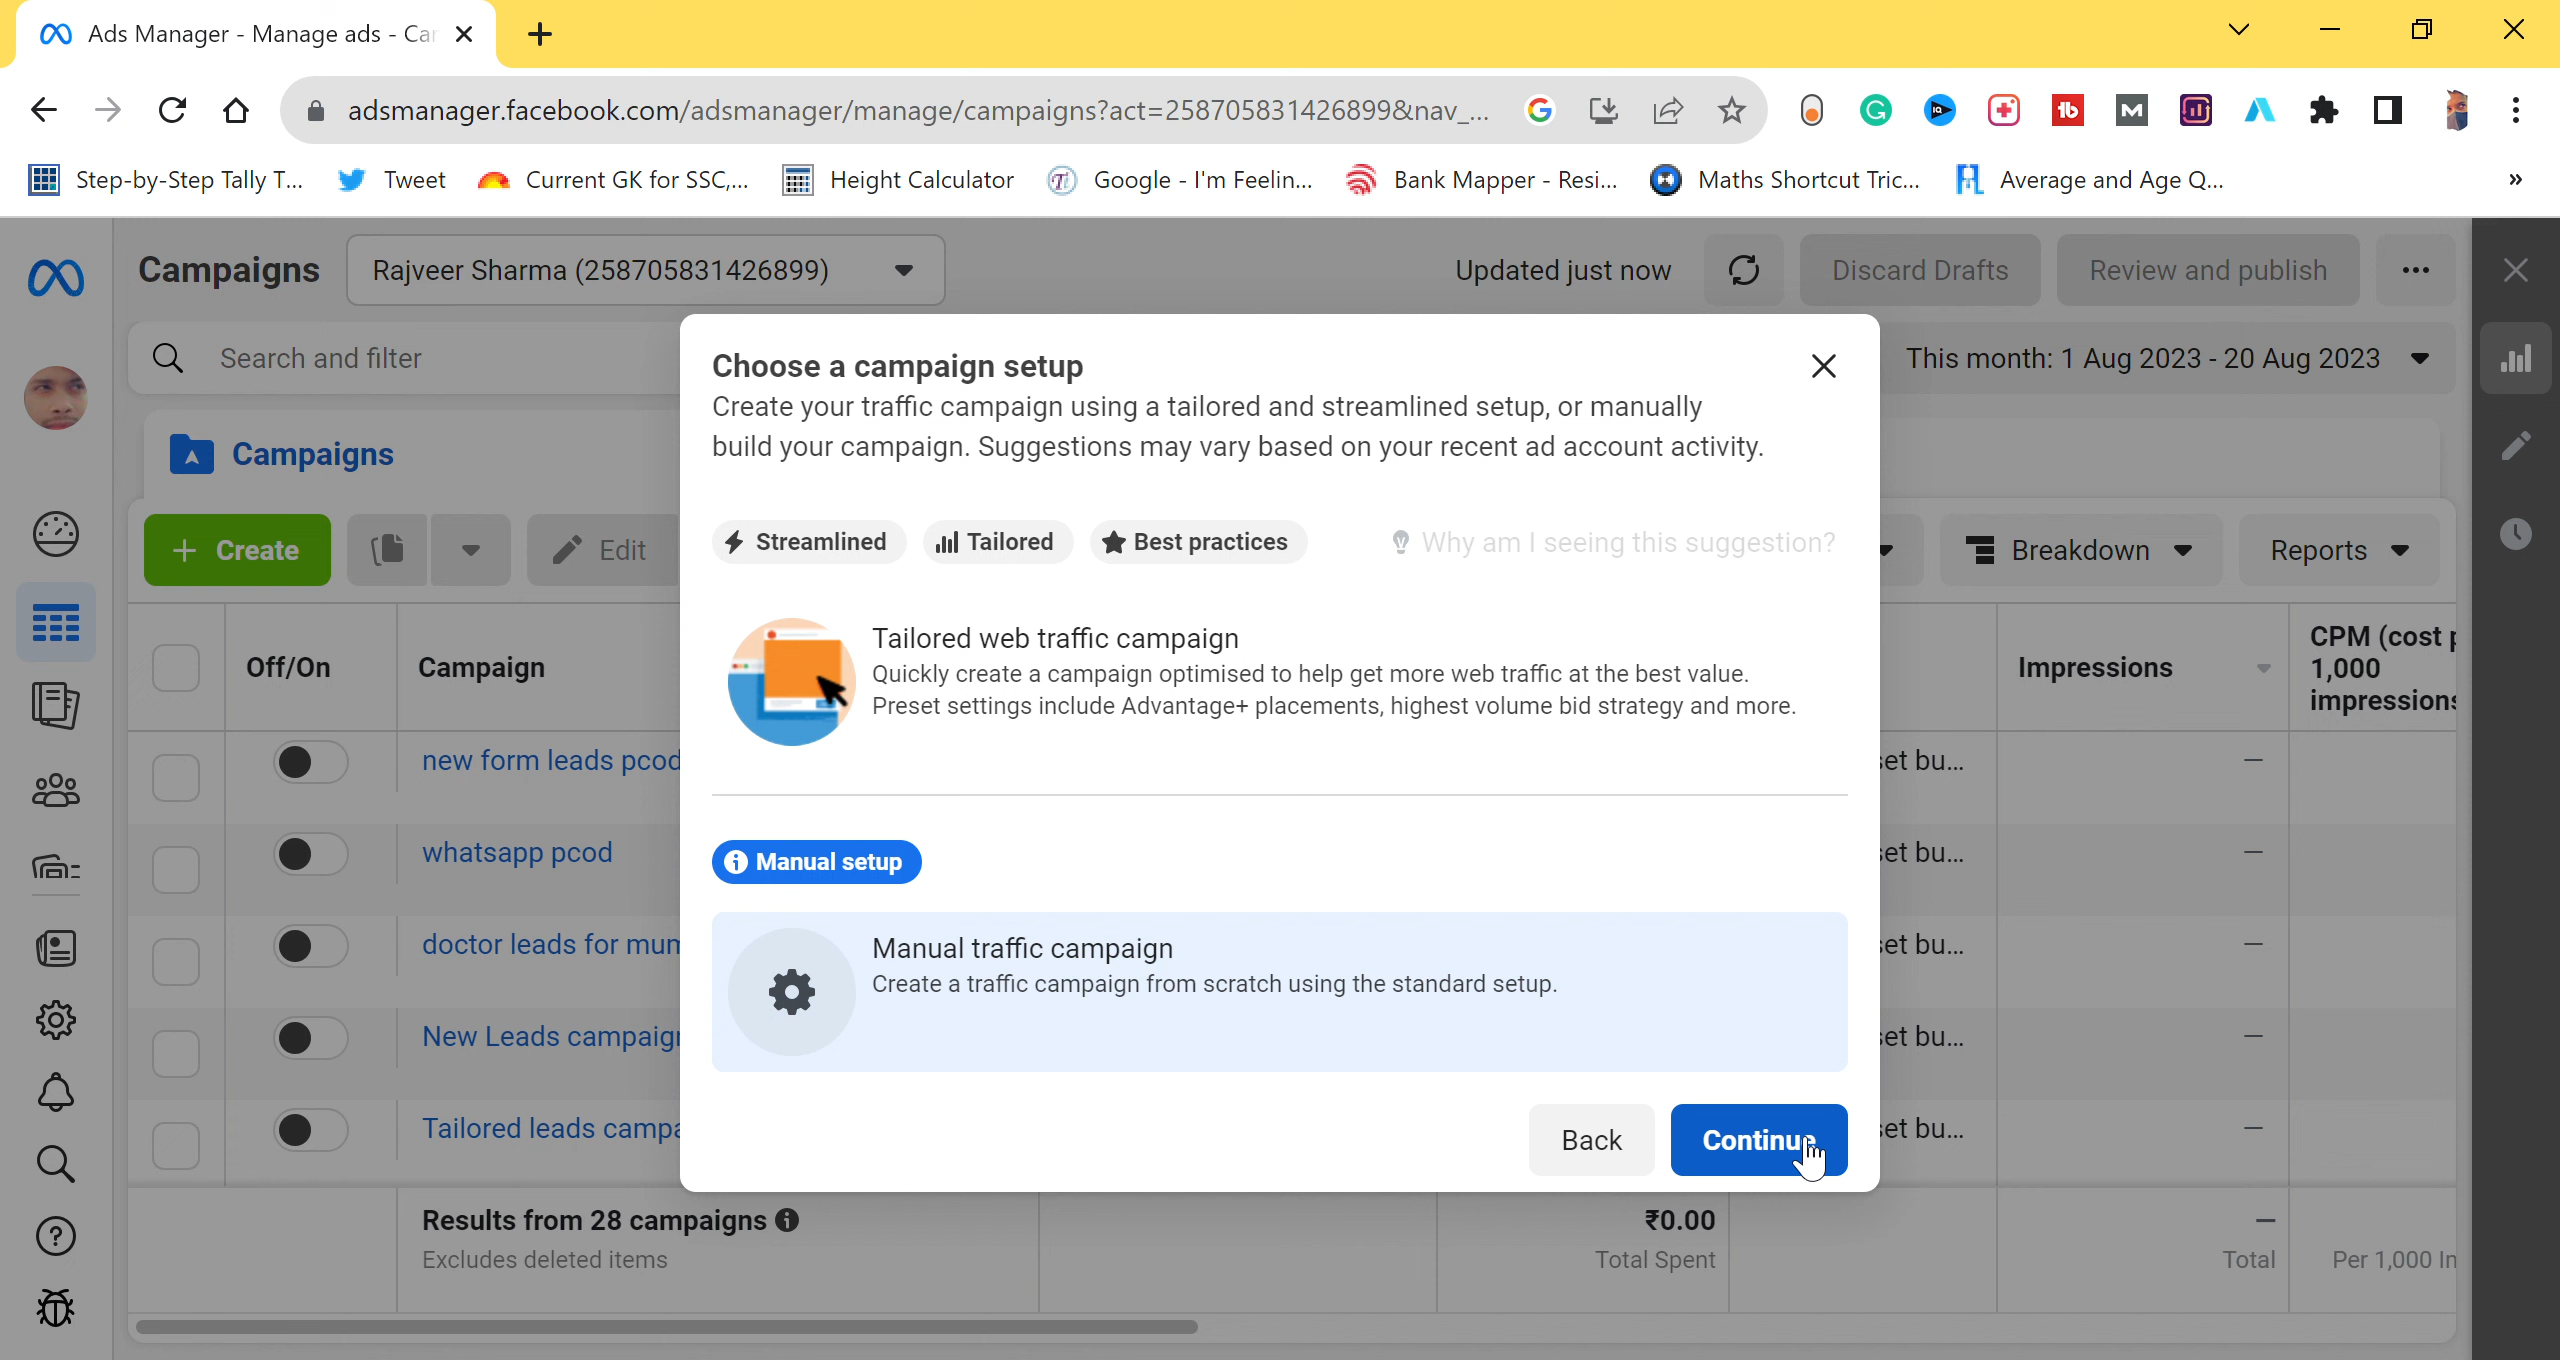 Ads Manager - Manage ads - Ca
adsmanager.facebook.com/adsmanager/manage/campaigns?act=258705831426899&nav_...
Step-by-Step Tally T...
Tweet
Current GK for SSC,...
Height Calculator
Google - I'm Feelin...
Bank Mapper - Resi...
Maths Shortcut Tric...
Average and Age Q...
»
Campaigns
Rajveer Sharma (258705831426899)
Updated just now
Discard Drafts
Review and publish
Search and filter
This month: 1 Aug 2023 - 20 Aug 2023
Campaigns
+ Create
Edit
Breakdown
Reports
Off/On
Campaign
Impressions
CPM (cost p
1,000
impressions
new form leads pcod
set bu...
—
whatsapp pcod
set bu...
—
doctor leads for mum
set bu...
—
New Leads campaign
set bu...
—
Tailored leads campa
set bu...
—
Results from 28 campaigns
Excludes deleted items
₹0.00
Total Spent
—
Total
Per 1,000 Im
Choose a campaign setup
Create your traffic campaign using a tailored and streamlined setup, or manually
build your campaign. Suggestions may vary based on your recent ad account activity.
Streamlined
Tailored
Best practices
Why am I seeing this suggestion?
Tailored web traffic campaign
Quickly create a campaign optimised to help get more web traffic at the best value.
Preset settings include Advantage+ placements, highest volume bid strategy and more.
Manual setup
Manual traffic campaign
Create a traffic campaign from scratch using the standard setup.
Back
Continue